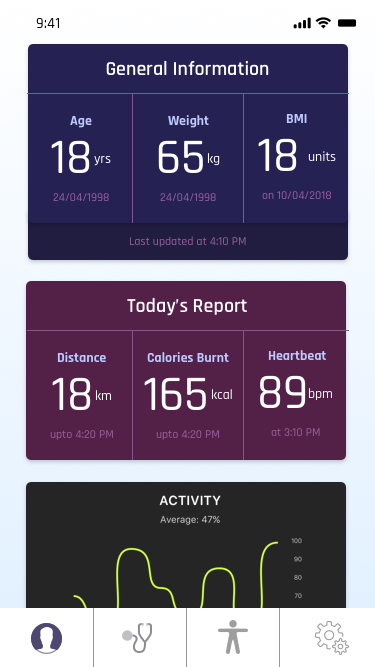 9:41
General Information
Age Weight BMI
18 yrs 65 kg 18 units
24/04/1998 24/04/1998 on 10/04/2018
Last updated at 4:10 PM
Today's Report
Distance Calories Burnt Heartbeat
18 km 165 kcal 89 bpm
upto 4:20 PM upto 4:20 PM at 3:10 PM
ACTIVITY
Average: 47%
100
90
80
70